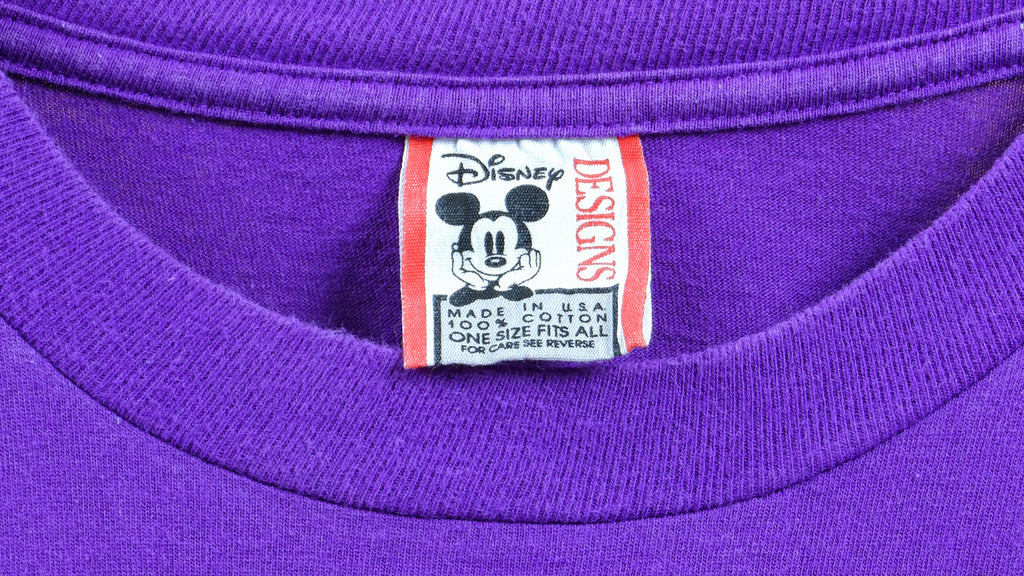 Disney
DESIGNS
MADE IN USA
100% COTTON
ONE SIZE FITS ALL
FOR CARE SEE REVERSE